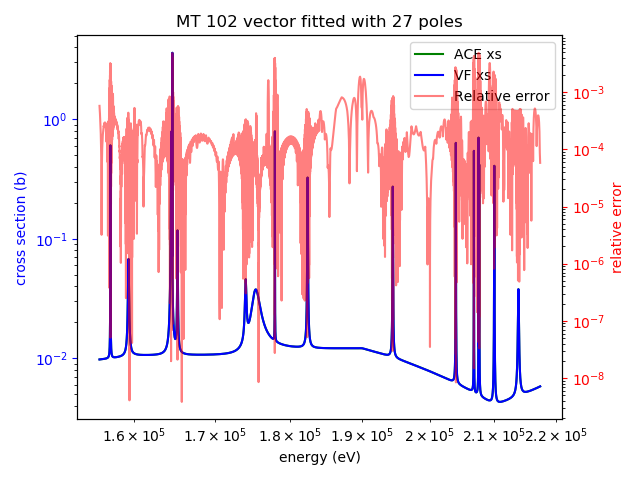 MT 102 vector fitted with 27 poles
ACE xs
VF xs
Relative error
cross section (b)
10⁰
10⁻¹
10⁻²
10⁻³
10⁻⁴
10⁻⁵
10⁻⁶
10⁻⁷
10⁻⁸
relative error
1.6 × 10⁵ 1.7 × 10⁵ 1.8 × 10⁵ 1.9 × 10⁵ 2 × 10⁵ 2.1 × 10⁵ 2.2 × 10⁵
energy (eV)